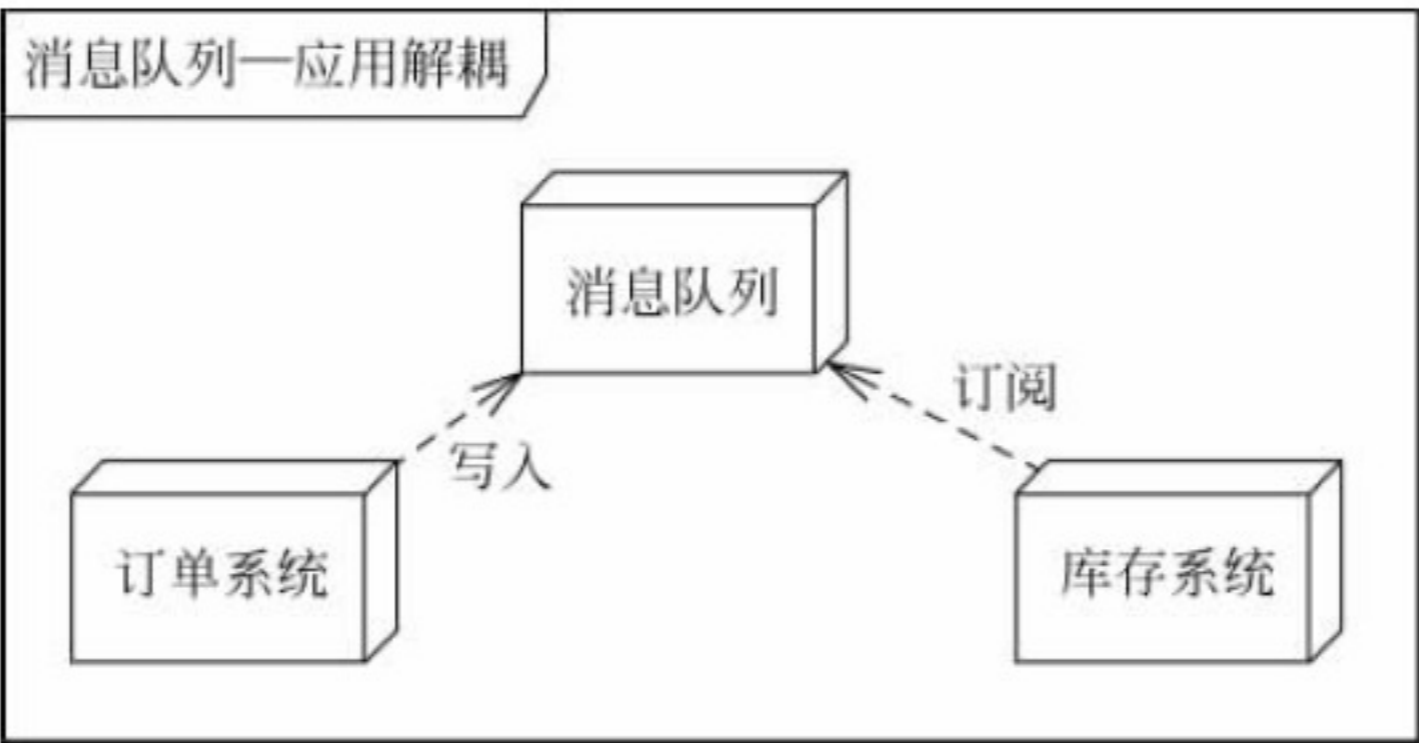 消息队列—应用解耦
消息队列
订阅
写入
订单系统
库存系统